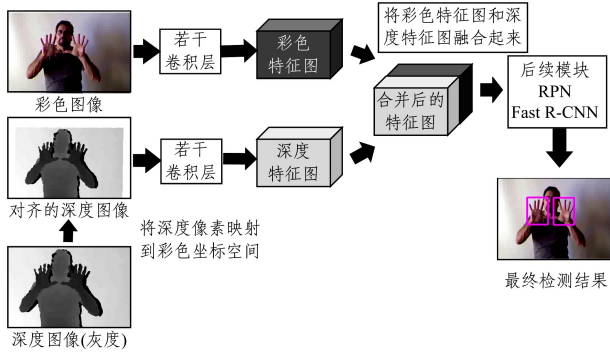 若干
卷积层
彩色
特征图
将彩色特征图和深
度特征图融合起来
合并后的
特征图
后续模块
RPN
Fast R-CNN
彩色图像
若干
卷积层
深度
特征图
对齐的深度图像
将深度像素映射
到彩色坐标空间
最终检测结果
深度图像(灰度)